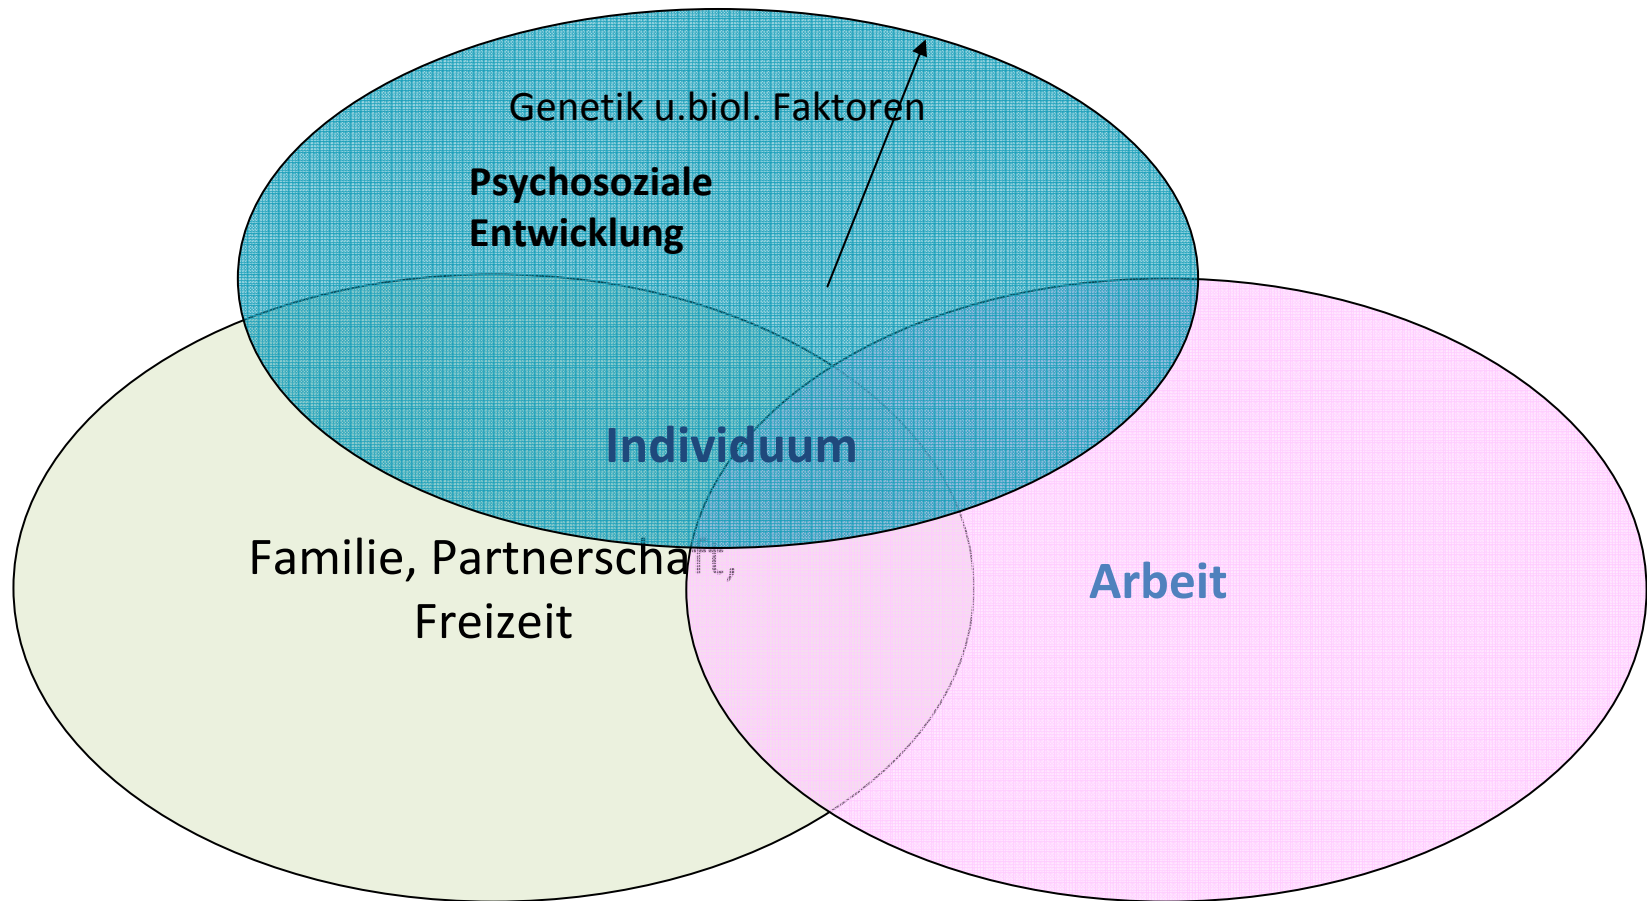 Genetik u.biol. Faktoren
Psychosoziale
Entwicklung
Individuum
Familie, Partnerschaft,
Freizeit
Arbeit